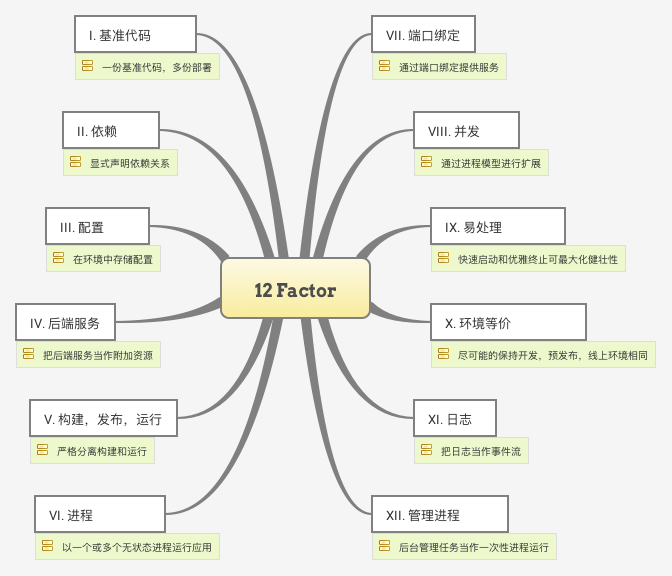 I. 基准代码
一份基准代码，多份部署
II. 依赖
显式声明依赖关系
III. 配置
在环境中存储配置
IV. 后端服务
把后端服务当作附加资源
V. 构建，发布，运行
严格分离构建和运行
VI. 进程
以一个或多个无状态进程运行应用
12 Factor
VII. 端口绑定
通过端口绑定提供服务
VIII. 并发
通过进程模型进行扩展
IX. 易处理
快速启动和优雅终止可最大化健壮性
X. 环境等价
尽可能的保持开发，预发布，线上环境相同
XI. 日志
把日志当作事件流
XII. 管理进程
后台管理任务当作一次性进程运行